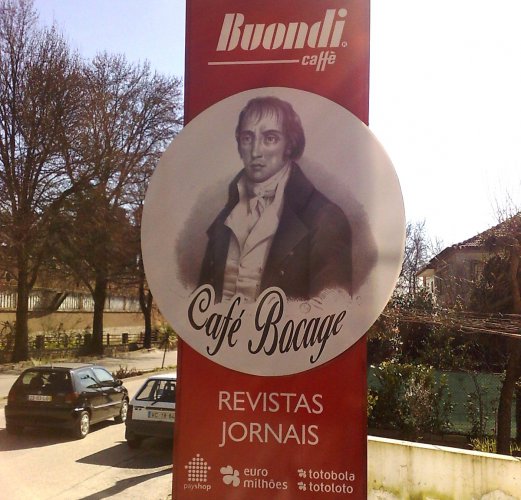 Buondi
caffè
Café Bocage
REVISTAS
JORNAIS
payshop
euro
milhões
totobola
totoloto